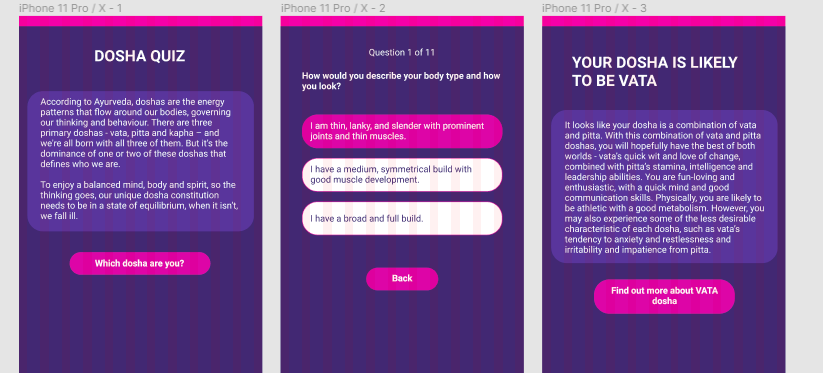 iPhone 11 Pro / X - 1
DOSHA QUIZ
According to Ayurveda, doshas are the energy
patterns that flow around our bodies, governing
our thinking and behaviour. There are three
primary doshas - vata, pitta and kapha – and
we're all born with all three of them. But it's the
dominance of one or two of these doshas that
defines who we are.
To enjoy a balanced mind, body and spirit, so the
thinking goes, our unique dosha constitution
needs to be in a state of equilibrium, when it isn't,
we fall ill.
Which dosha are you?
iPhone 11 Pro / X - 2
Question 1 of 11
How would you describe your body type and how
you look?
I am thin, lanky, and slender with prominent
joints and thin muscles.
I have a medium, symmetrical build with
good muscle development.
I have a broad and full build.
Back
iPhone 11 Pro / X - 3
YOUR DOSHA IS LIKELY
TO BE VATA
It looks like your dosha is a combination of vata
and pitta. With this combination of vata and pitta
doshas, you will hopefully have the best of both
worlds - vata's quick wit and love of change,
combined with pitta's stamina, intelligence and
leadership abilities. You are fun-loving and
enthusiastic, with a quick mind and good
communication skills. Physically, you are likely to
be athletic with a good metabolism. However, you
may also experience some of the less desirable
characteristic of each dosha, such as vata's
tendency to anxiety and restlessness and
irritability and impatience from pitta.
Find out more about VATA
dosha